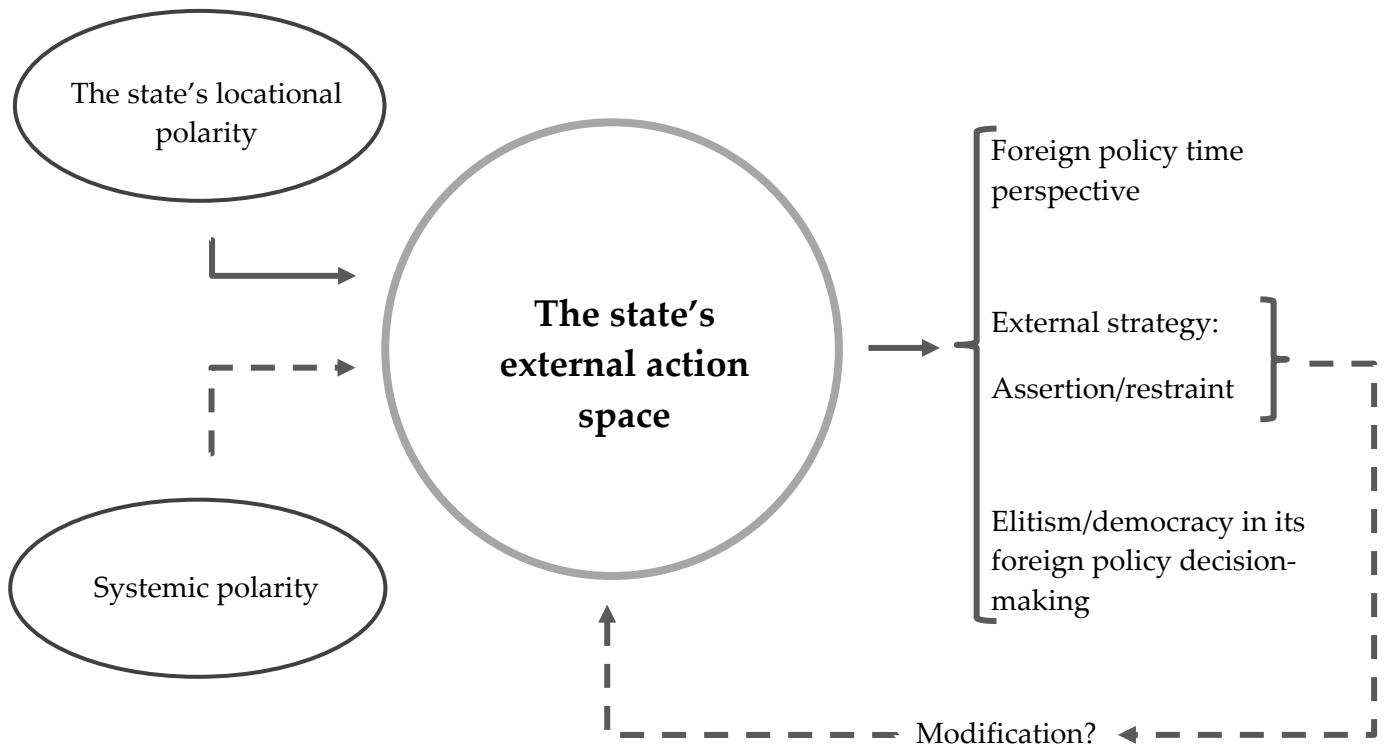 The state’s locational
polarity
Systemic polarity
The state’s
external action
space
Foreign policy time
perspective
External strategy:
Assertion/restraint
Elitism/democracy in its
foreign policy decision-
making
Modification?